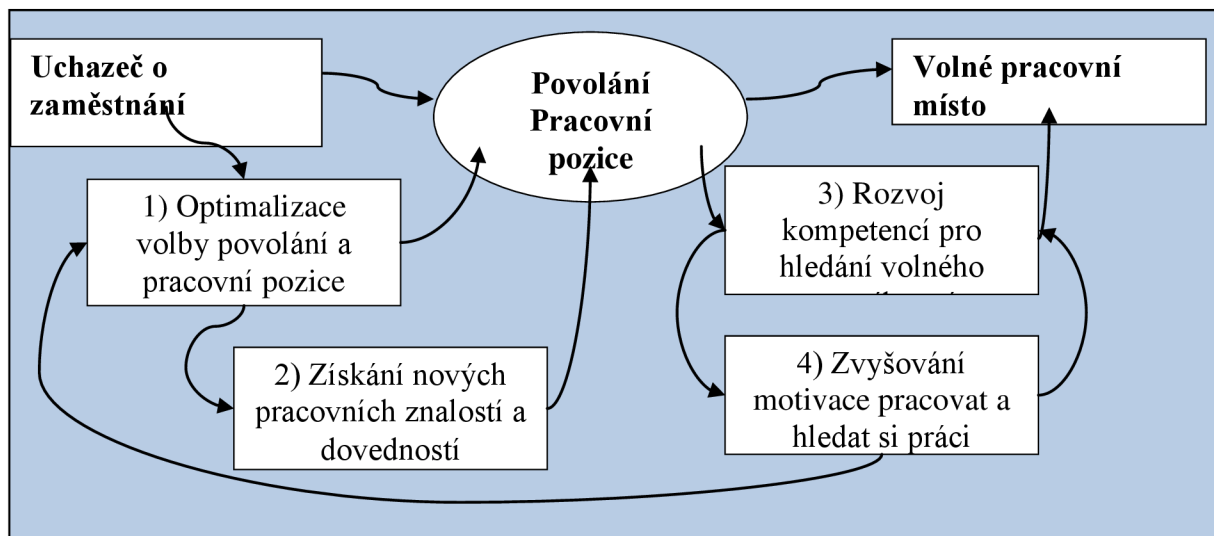 Uchazeč o
zaměstnání
Povolání
Pracovní
pozice
Volné pracovní
místo
1) Optimalizace
volby povolání a
pracovní pozice
2) Získání nových
pracovních znalostí a
dovedností
3) Rozvoj
kompetencí pro
hledání volného
4) Zvyšování
motivace pracovat a
hledat si práci